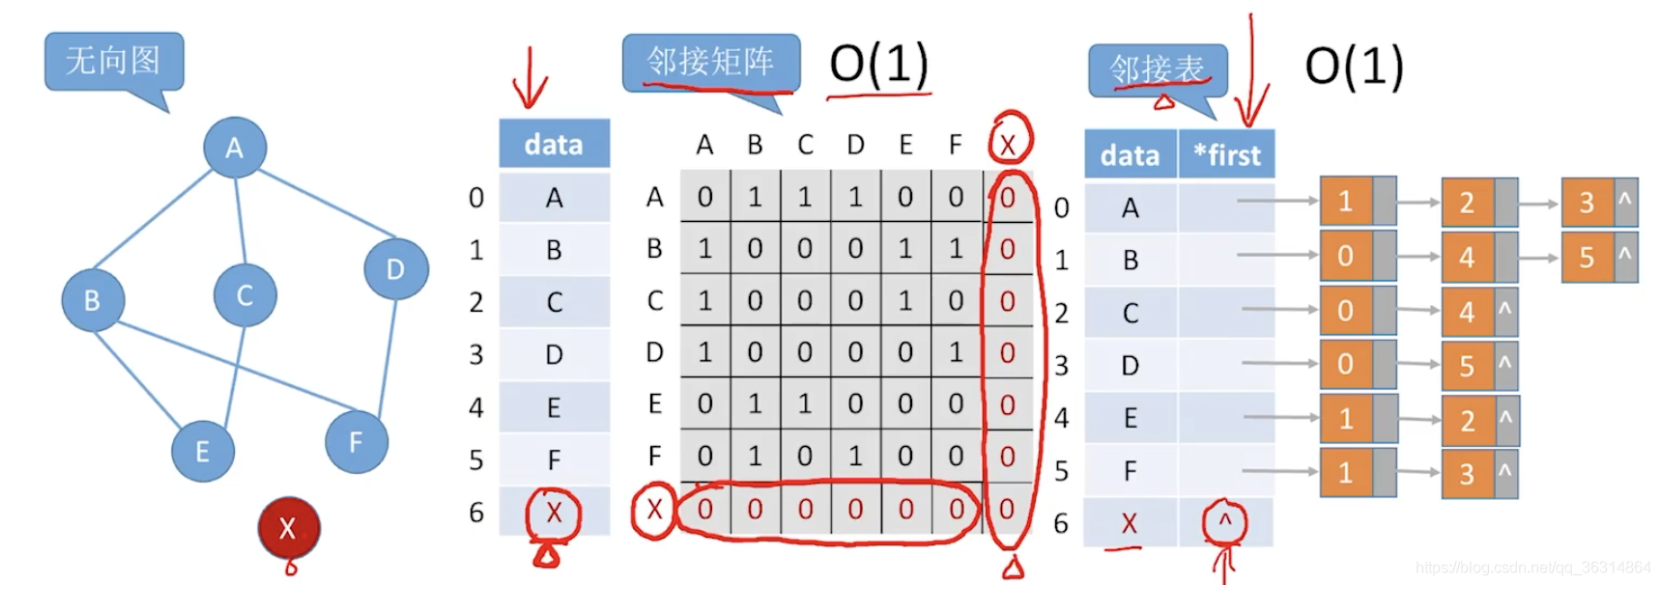 无向图
A
B
C
D
E
F
X
data
0 A
1 B
2 C
3 D
4 E
5 F
6 X
邻接矩阵 O(1)
A B C D E F X
A 0 1 1 1 0 0 0
B 1 0 0 0 1 1 0
C 1 0 0 0 1 0 0
D 1 0 0 0 0 1 0
E 0 1 1 0 0 0 0
F 0 1 0 1 0 0 0
X 0 0 0 0 0 0 0
邻接表 O(1)
data *first
0 A 1 2 3 ^
1 B 0 4 5 ^
2 C 0 4 ^
3 D 0 5 ^
4 E 1 2 ^
5 F 1 3 ^
6 X ^
https://blog.csdn.net/qq_36314864